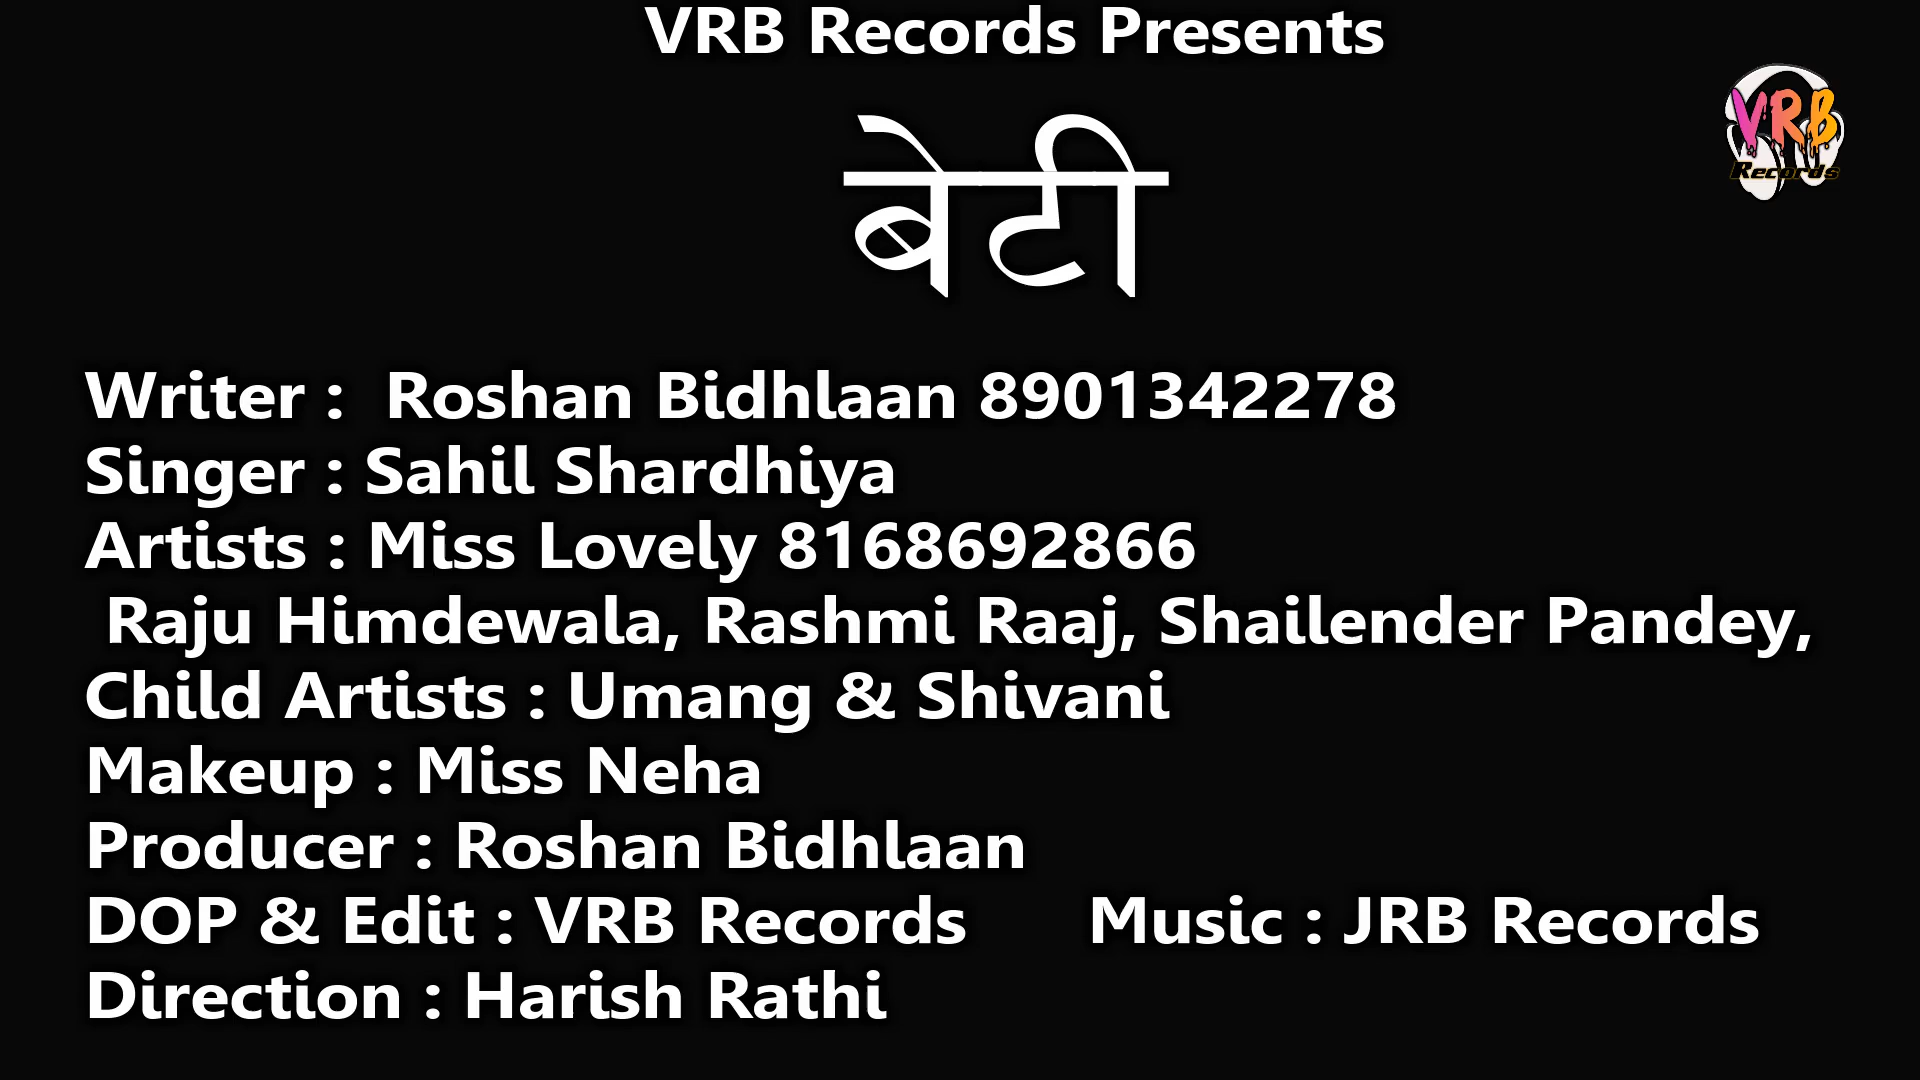 VRB Records Presents
VRB
Records
बेटी
Writer :  Roshan Bidhlaan 8901342278
Singer : Sahil Shardhiya
Artists : Miss Lovely 8168692866
Raju Himdewala, Rashmi Raaj, Shailender Pandey,
Child Artists : Umang & Shivani
Makeup : Miss Neha
Producer : Roshan Bidhlaan
DOP & Edit : VRB Records      Music : JRB Records
Direction : Harish Rathi